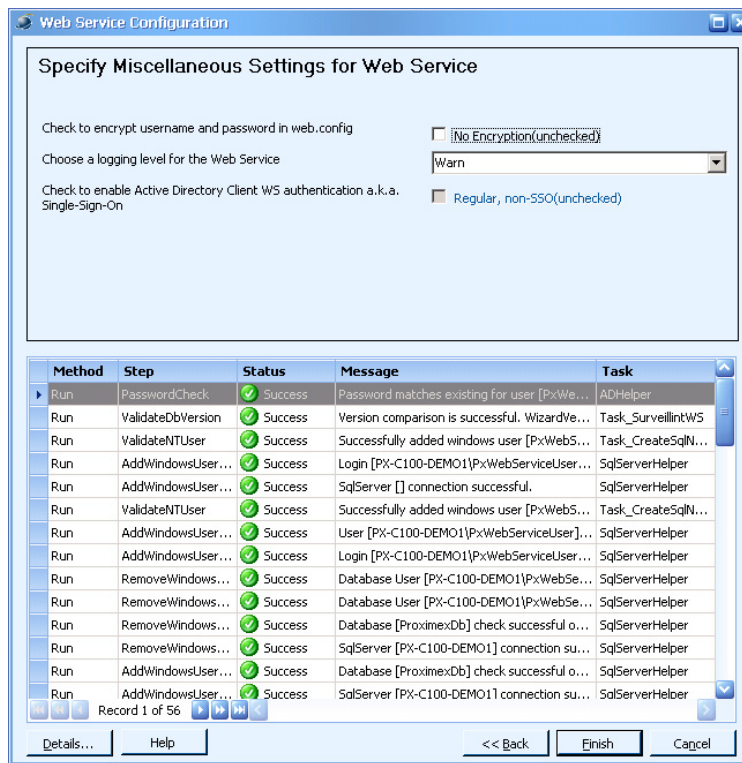 Web Service Configuration
Specify Miscellaneous Settings for Web Service
Check to encrypt username and password in web.config
No Encryption(unchecked)
Choose a logging level for the Web Service
Warn
Check to enable Active Directory Client WS authentication a.k.a.
Single-Sign-On
Regular, non-SSO(unchecked)
Method Step Status Message Task
Run PasswordCheck Success Password matches existing for user [PxWe... ADHelper
Run ValidateDbVersion Success Version comparison is successful. WizardVe... Task_SurveillintWS
Run ValidateNTUser Success Successfully added windows user [PxWebS... Task_CreateSqlN...
Run AddWindowsUser... Success Login [PX-C100-DEMO1\PxWebServiceUser... SqlServerHelper
Run AddWindowsUser... Success SqlServer [] connection successful. SqlServerHelper
Run ValidateNTUser Success Successfully added windows user [PxWebS... Task_CreateSqlN...
Run AddWindowsUser... Success User [PX-C100-DEMO1\PxWebServiceUser]... SqlServerHelper
Run AddWindowsUser... Success Login [PX-C100-DEMO1\PxWebServiceUser... SqlServerHelper
Run RemoveWindows... Success Database User [PX-C100-DEMO1\PxWebSe... SqlServerHelper
Run RemoveWindows... Success Database User [PX-C100-DEMO1\PxWebSe... SqlServerHelper
Run RemoveWindows... Success Database [ProximexDb] check successful o... SqlServerHelper
Run RemoveWindows... Success SqlServer [PX-C100-DEMO1] connection su... SqlServerHelper
Run AddWindowsUser... Success Database [ProximexDb] check successful o... SqlServerHelper
Run AddWindowsUser... Success SqlServer [PX-C100-DEMO1] connection su... SqlServerHelper
Record 1 of 56
Details... Help << Back Finish Cancel